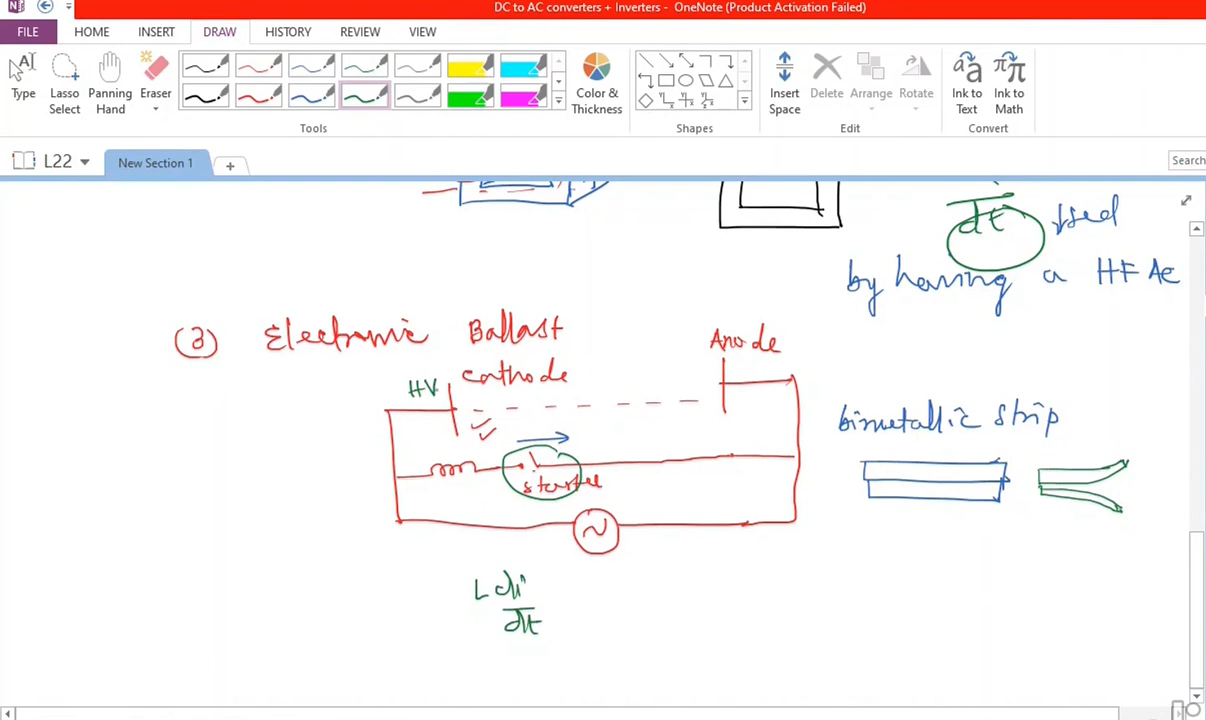 DC to AC converters + Inverters - OneNote (Product Activation Failed)
FILE HOME INSERT DRAW HISTORY REVIEW VIEW
Type
Lasso Select
Panning Hand
Eraser
Color & Thickness
Insert Space
Delete
Arrange
Rotate
Ink to Text
Ink to Math
Tools
Shapes
Edit
Convert
L22
New Section 1
Search
dt
by having a HF AC
(3) Electronic Ballast
Anode
cathode
HV
bimettallic strip
starter
L di
dt